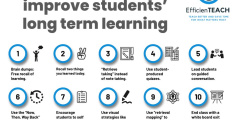 improve students'
long term learning
EfficienTEACH
1
2
3
4
5
Brain dumps:
Free recall of
learning.
Recall two things
you learned today
"Retrieve
taking" instead
of note taking.
Use student-
produced
quizzes.
Lead students
on guided
conversation.
6
7
8
9
10
Use the "Now,
Then, Way Back"
Encourage
students to self
Use visual
strategies like
Use "retrieval
mapping" to
End class with a
white board exit